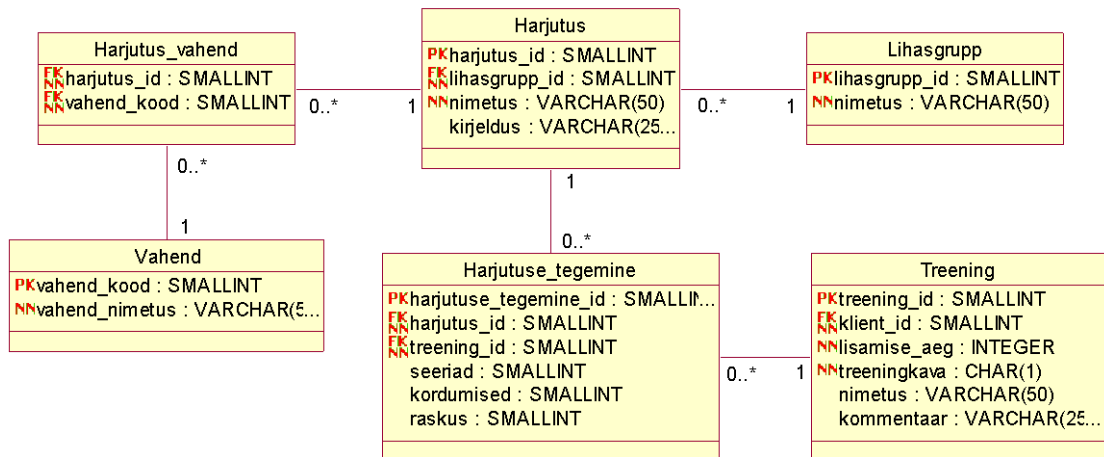 Harjutus_vahend
FK NN harjutus_id : SMALLINT
FK NN vahend_kood : SMALLINT
0..*
1
Harjutus
PK harjutus_id : SMALLINT
FK NN lihasgrupp_id : SMALLINT
NN nimetus : VARCHAR(50)
kirjeldus : VARCHAR(25...
0..*
1
Lihasgrupp
PK lihasgrupp_id : SMALLINT
NN nimetus : VARCHAR(50)
0..*
1
Vahend
PK vahend_kood : SMALLINT
NN vahend_nimetus : VARCHAR(5...
1
0..*
Harjutuse_tegemine
PK harjutuse_tegemine_id : SMALLIN...
FK NN harjutus_id : SMALLINT
FK NN treening_id : SMALLINT
seeriad : SMALLINT
kordumised : SMALLINT
raskus : SMALLINT
0..*
1
Treening
PK treening_id : SMALLINT
FK NN klient_id : SMALLINT
NN lisamise_aeg : INTEGER
NN treeningkava : CHAR(1)
nimetus : VARCHAR(50)
kommentaar : VARCHAR(25...